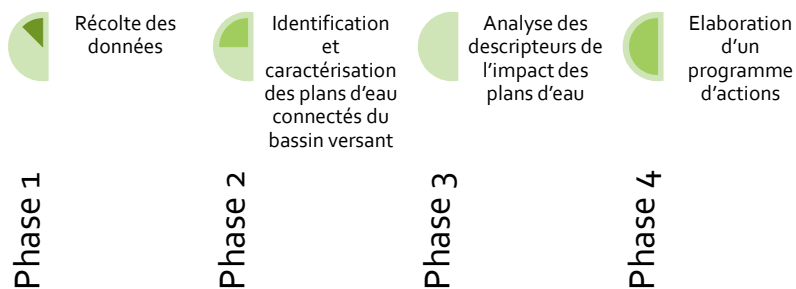 Récolte des
données
Phase 1
Identification
et
caractérisation
des plans d'eau
connectés du
bassin versant
Phase 2
Analyse des
descripteurs de
l'impact des
plans d'eau
Phase 3
Elaboration
d'un
programme
d'actions
Phase 4